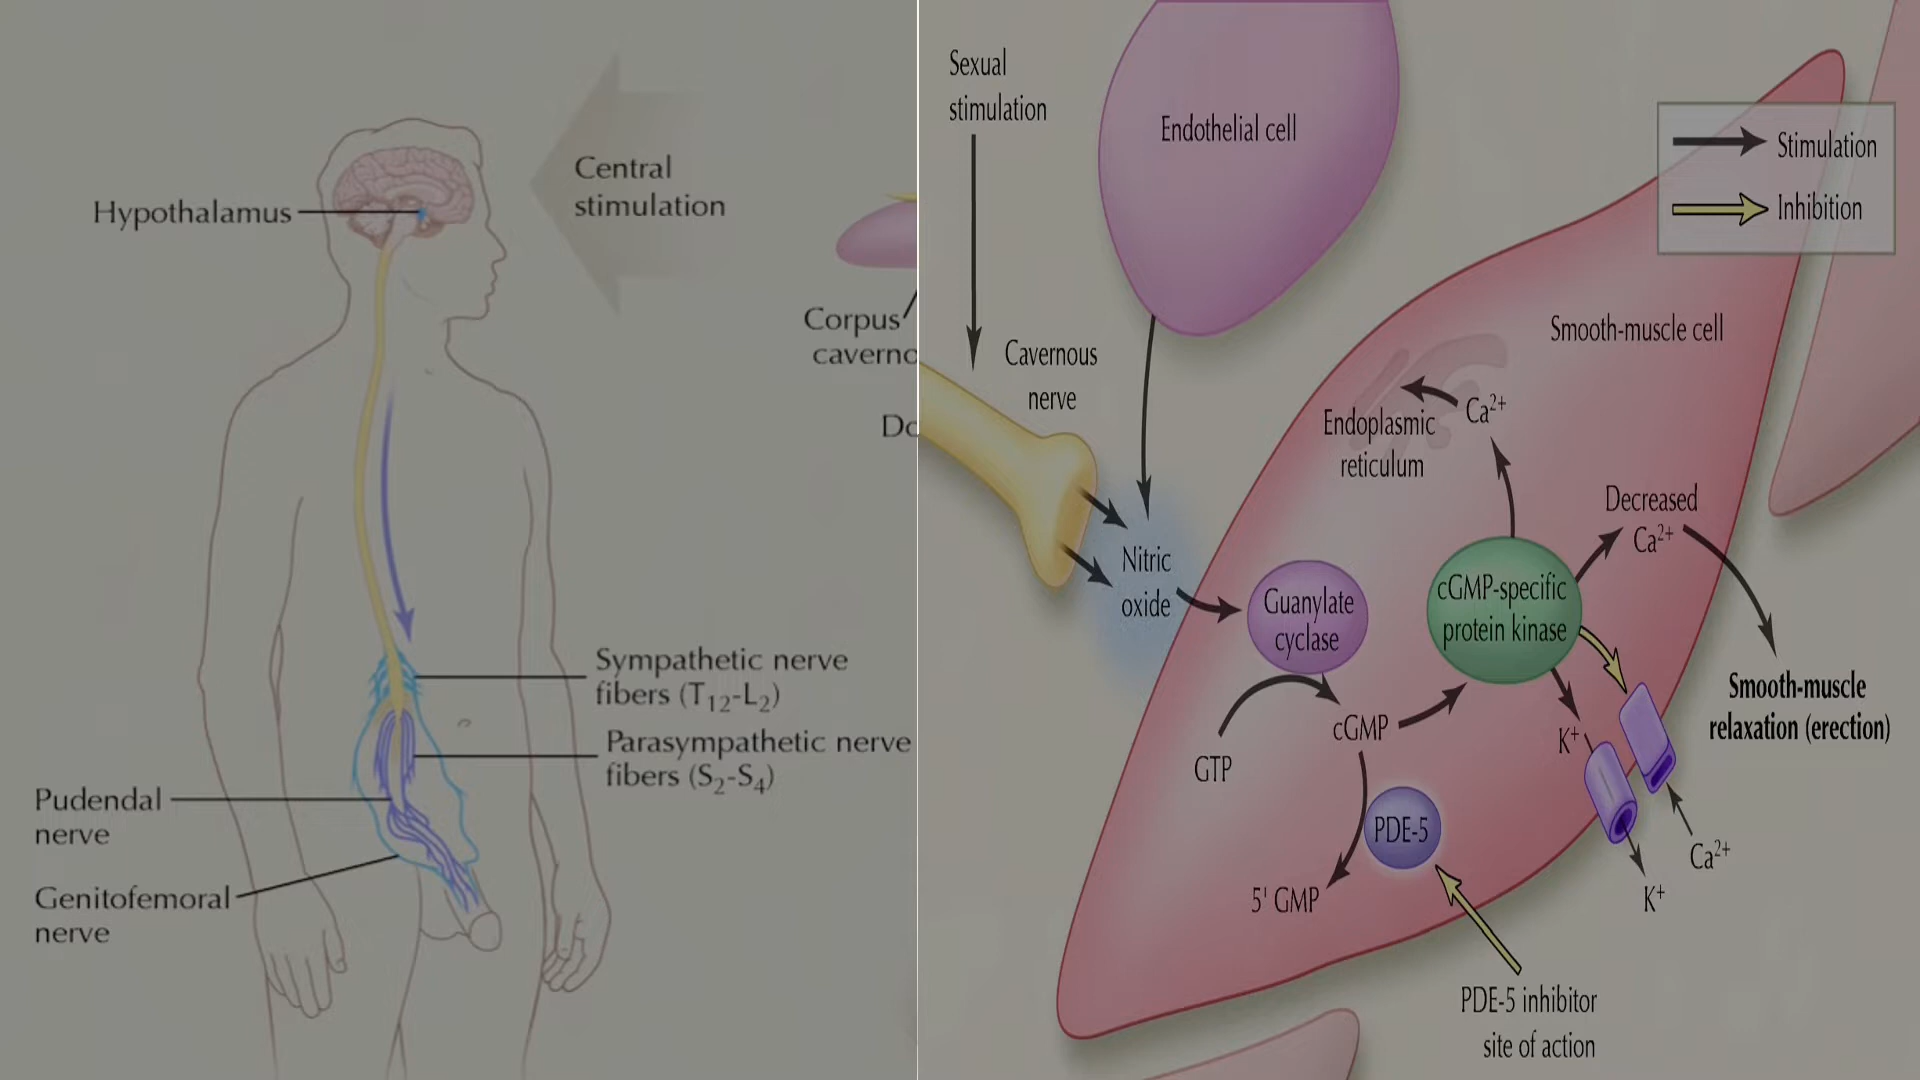 Central
stimulation
Hypothalamus
Corpus
caverno
Do
Sympathetic nerve
fibers (T12-L2)
Parasympathetic nerve
fibers (S2-S4)
Pudendal
nerve
Genitofemoral
nerve
Sexual
stimulation
Endothelial cell
Stimulation
Inhibition
Smooth-muscle cell
Cavernous
nerve
Ca2+
Endoplasmic
reticulum
Decreased
Ca2+
Nitric
oxide
Guanylate
cyclase
cGMP-specific
protein kinase
Smooth-muscle
relaxation (erection)
cGMP
K+
GTP
PDE-5
Ca2+
5' GMP
K+
PDE-5 inhibitor
site of action